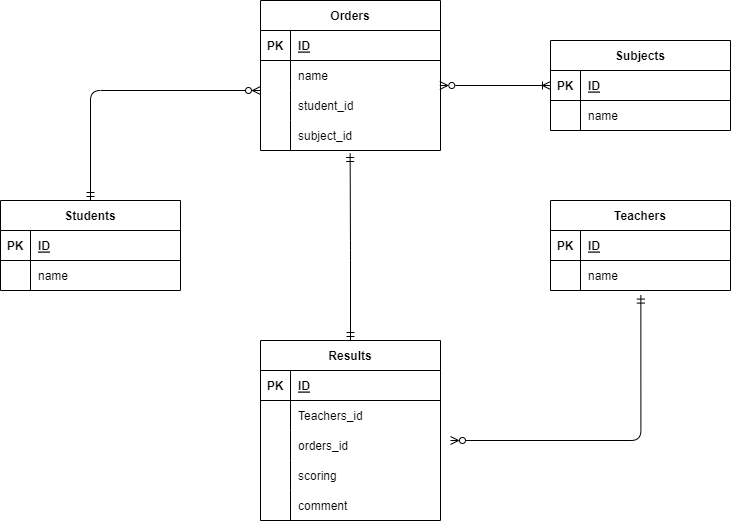 Orders
PK ID
name
student_id
subject_id
Subjects
PK ID
name
Students
PK ID
name
Teachers
PK ID
name
Results
PK ID
Teachers_id
orders_id
scoring
comment